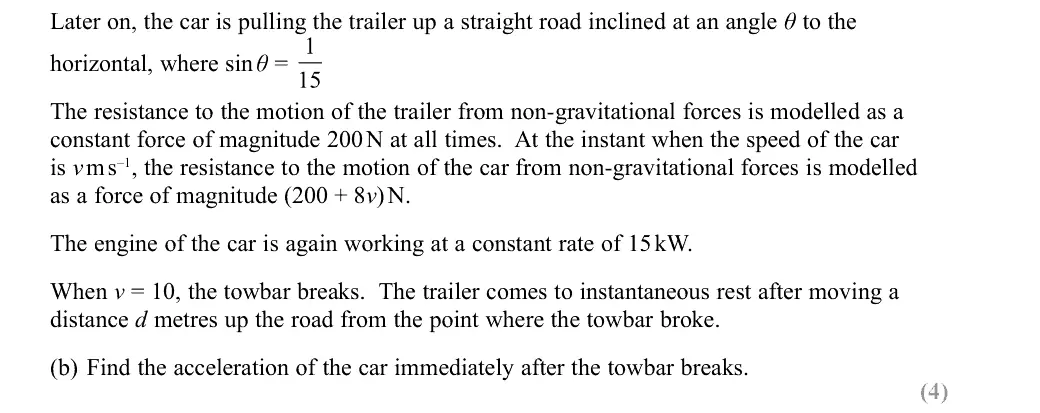 Later on, the car is pulling the trailer up a straight road inclined at an angle θ to the
horizontal, where sin θ = 1/15
The resistance to the motion of the trailer from non-gravitational forces is modelled as a
constant force of magnitude 200 N at all times. At the instant when the speed of the car
is v m s⁻¹, the resistance to the motion of the car from non-gravitational forces is modelled
as a force of magnitude (200 + 8v) N.
The engine of the car is again working at a constant rate of 15 kW.
When v = 10, the towbar breaks. The trailer comes to instantaneous rest after moving a
distance d metres up the road from the point where the towbar broke.
(b) Find the acceleration of the car immediately after the towbar breaks.
(4)